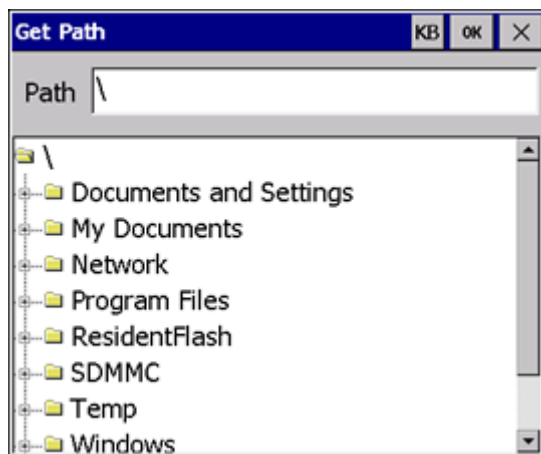 Get Path KB OK ×
Path \
\
Documents and Settings
My Documents
Network
Program Files
ResidentFlash
SDMMC
Temp
Windows